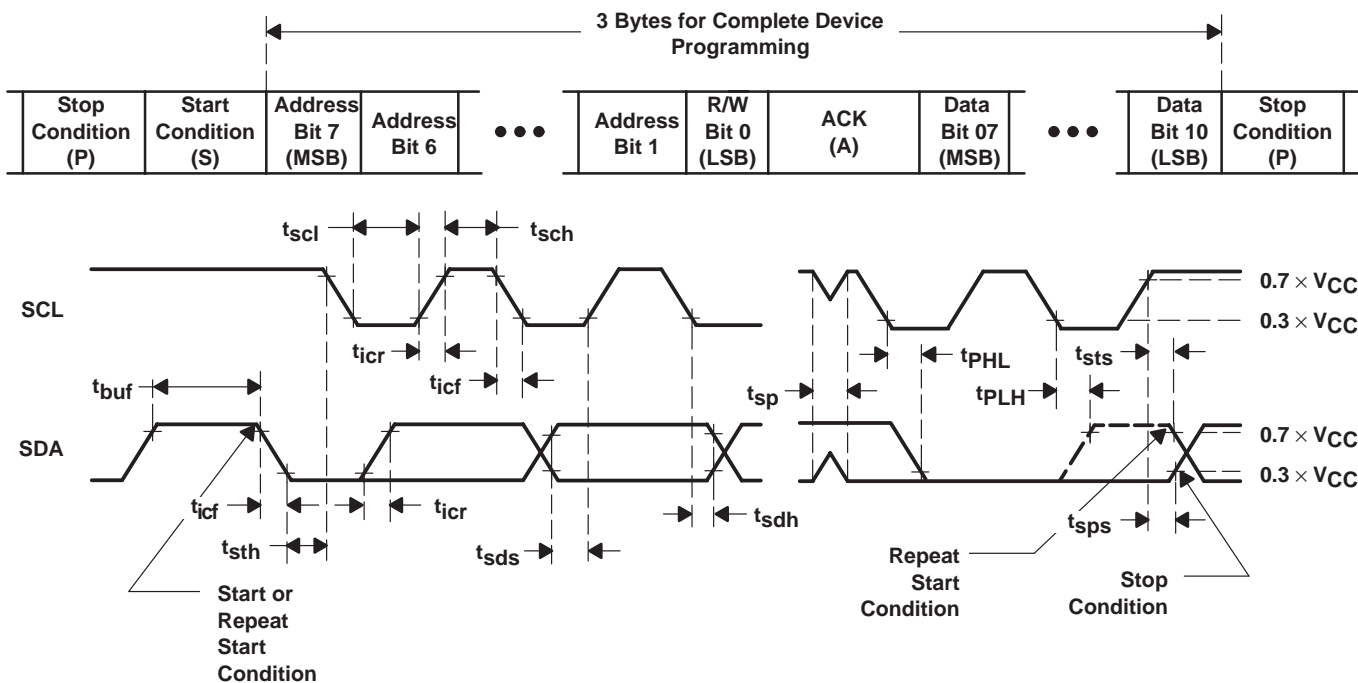 3 Bytes for Complete Device
Programming
Stop
Condition
(P)
Start
Condition
(S)
Address
Bit 7
(MSB)
Address
Bit 6
•••
Address
Bit 1
R/W
Bit 0
(LSB)
ACK
(A)
Data
Bit 07
(MSB)
•••
Data
Bit 10
(LSB)
Stop
Condition
(P)
tscl
tsch
SCL
0.7 × VCC
0.3 × VCC
ticr
ticf
tPHL
tsts
tbuf
tsp
tPLH
SDA
0.7 × VCC
0.3 × VCC
ticf
ticr
tsdh
tsps
tsth
tsds
Start or
Repeat
Start
Condition
Repeat
Start
Condition
Stop
Condition